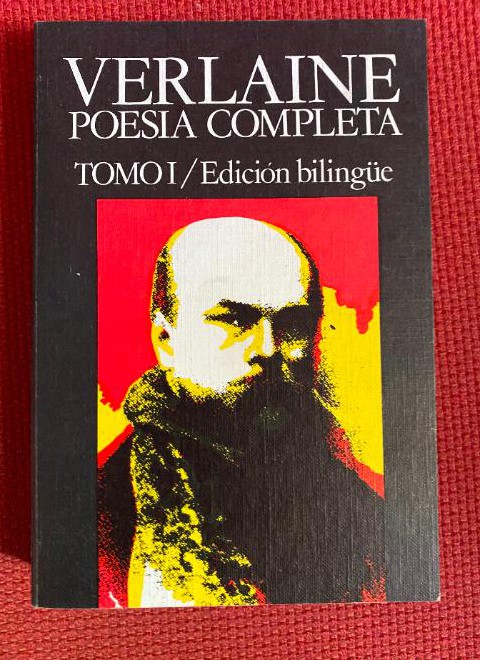 VERLAINE
POESIA COMPLETA
TOMO I / Edición bilingüe